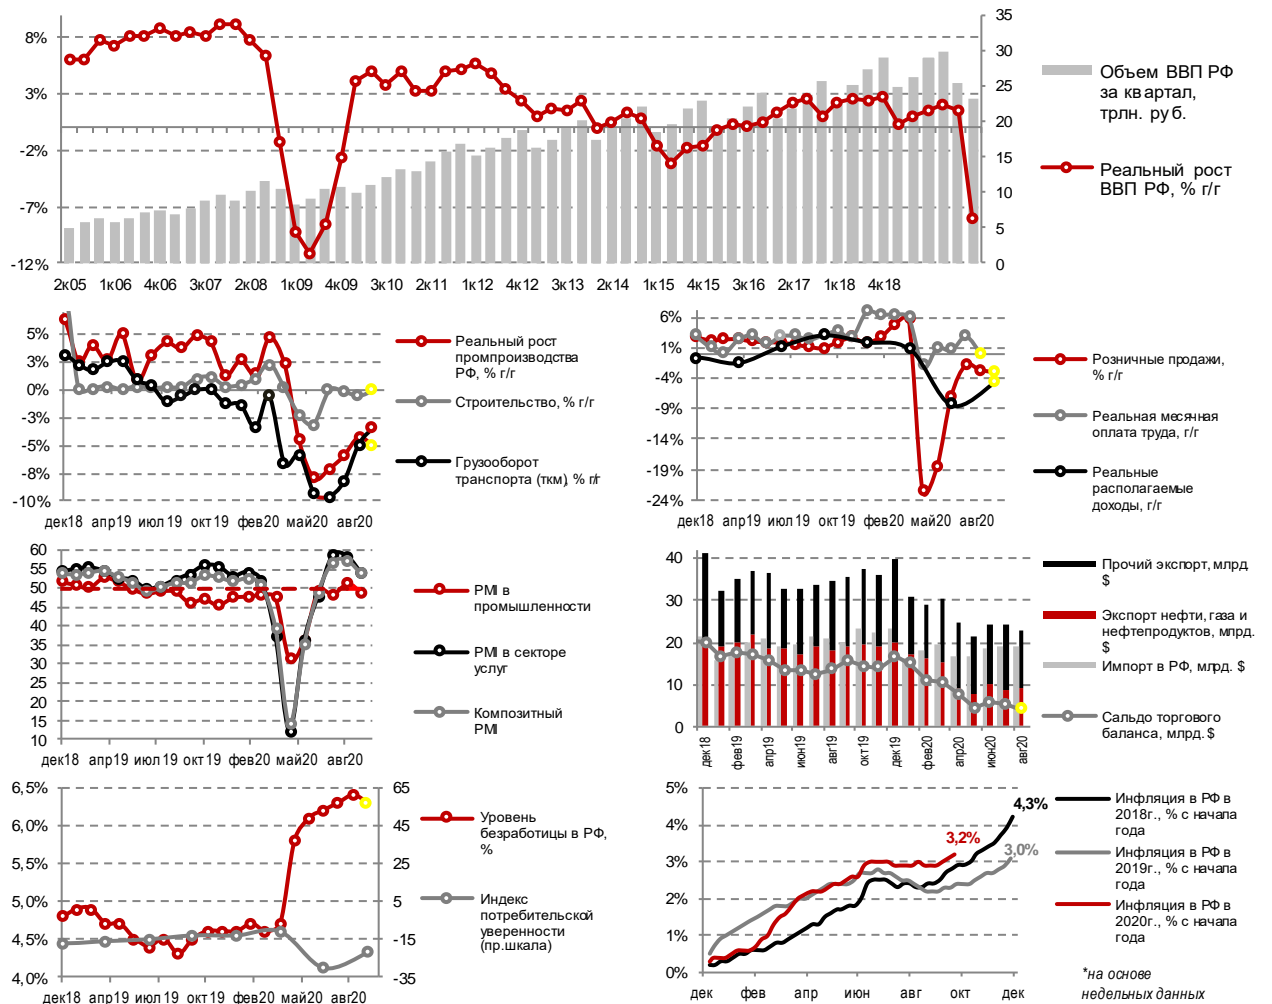 8%
3%
-2%
-7%
-12%
35
30
25
20
15
10
5
0
2к05 1к06 4к06 3к07 2к08 1к09 4к09 3к10 2к11 1к12 4к12 3к13 2к14 1к15 4к15 3к16 2к17 1к18 4к18
Объем ВВП РФ
за квартал,
трлн. руб.
Реальный рост
ВВП РФ, % г/г
5%
3%
0%
-3%
-5%
-8%
-10%
дек18 апр19 июл19 окт19 фев20 май20 авг20
Реальный рост
промпроизводства
РФ, % г/г
Строительство, % г/г
Грузооборот
транспорта (ткм), % г/г
6%
1%
-4%
-9%
-14%
-19%
-24%
дек18 апр19 июл19 окт19 фев20 май20 авг20
Розничные продажи,
% г/г
Реальная месячная
оплата труда, г/г
Реальные
располагаемые
доходы, г/г
60
55
50
45
40
35
30
25
20
15
10
дек18 апр19 июл19 окт19 фев20 май20 авг20
PMI в
промышленности
PMI в секторе
услуг
Композитный
PMI
40
30
20
10
0
дек18 фев19 апр19 июн19 авг19 окт19 дек19 фев20 апр20 июн20 авг20
Прочий экспорт, млрд.
$
Экспорт нефти, газа и
нефтепродуктов, млрд.
$
Импорт в РФ, млрд. $
Сальдо торгового
баланса, млрд. $
6,5%
6,0%
5,5%
5,0%
4,5%
4,0%
65
45
25
5
-15
-35
дек18 апр19 июл19 окт19 фев20 май20 авг20
Уровень
безработицы в РФ,
%
Индекс
потребительской
уверенности
(пр.шкала)
5%
4%
3%
2%
1%
0%
4,3%
3,2%
3,0%
дек фев апр июн авг окт дек
Инфляция в РФ в
2018г., % с начала
года
Инфляция в РФ в
2019г., % с начала
года
Инфляция в РФ в
2020г., % с начала
года
*на основе
недельных данных